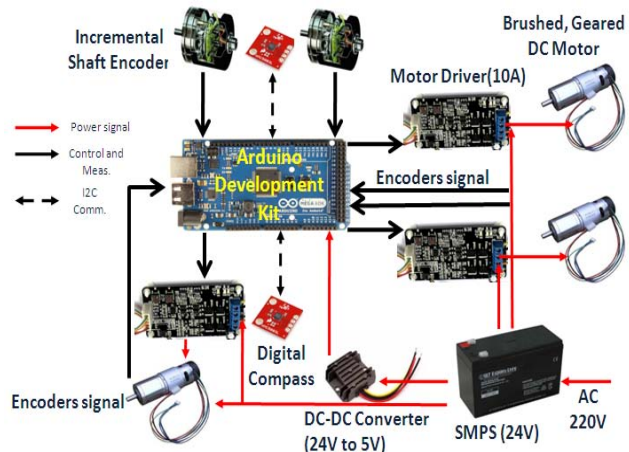 Incremental
Shaft Encoder
Brushed, Geared
DC Motor
Motor Driver(10A)
Power signal
Control and
Meas.
I2C
Comm.
Arduino
Development
Kit
Encoders signal
Digital
Compass
Encoders signal
DC-DC Converter
(24V to 5V)
SMPS (24V)
AC
220V